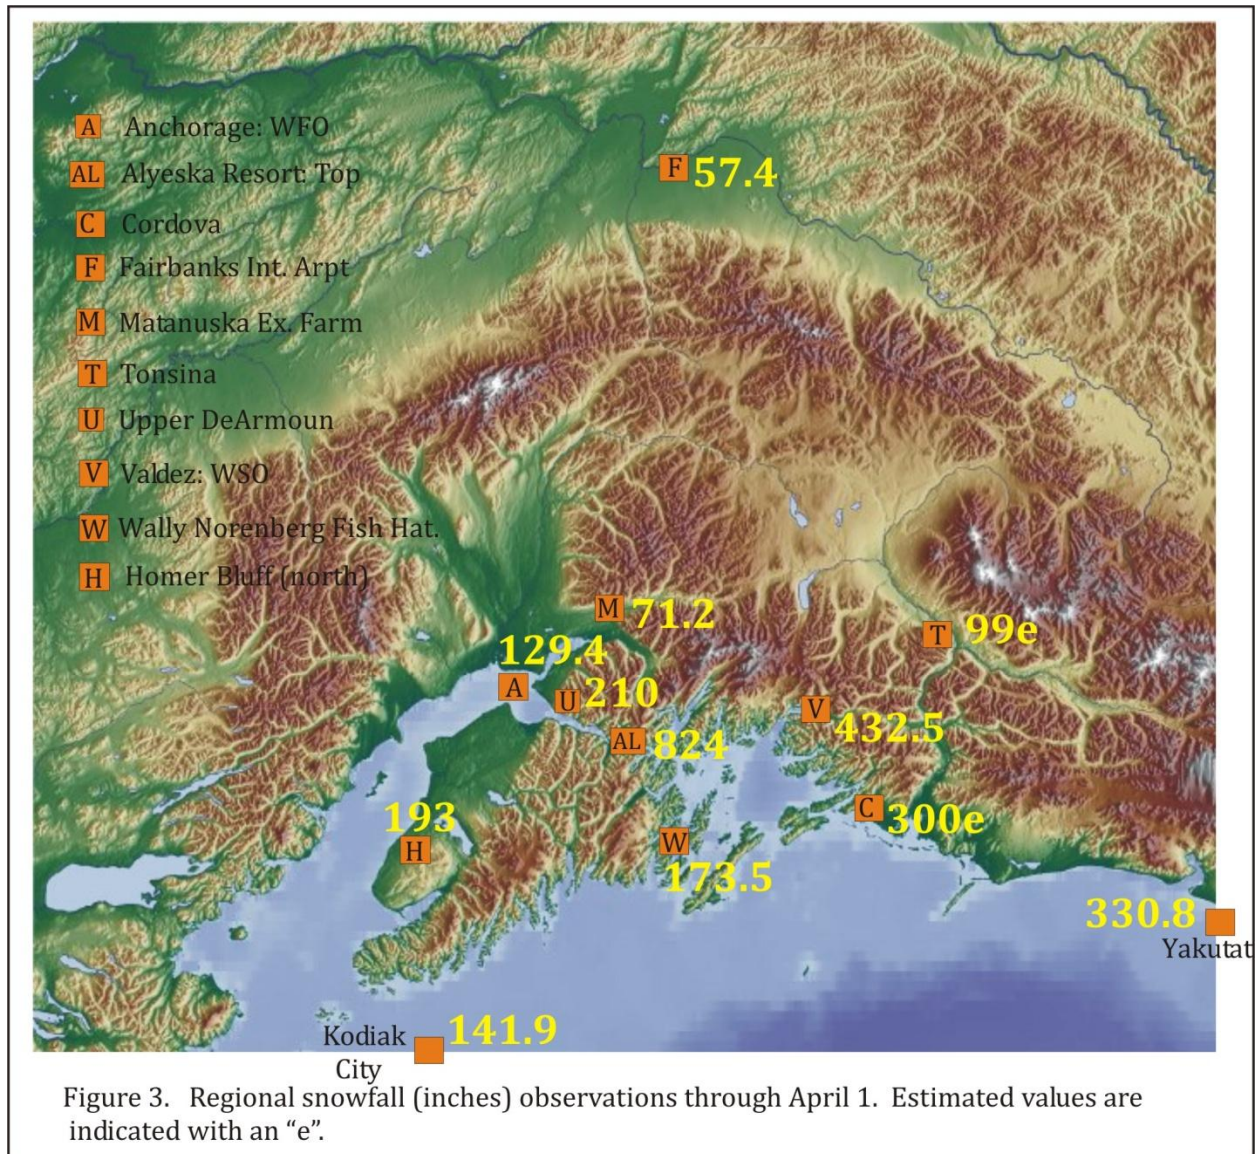 A Anchorage: WFO
AL Alyeska Resort: Top
C Cordova
F Fairbanks Int. Arpt
M Matanuska Ex. Farm
T Tonsina
U Upper DeArmoun
V Valdez: WSO
W Wally Norenberg Fish Hat.
H Homer Bluff (north)
F 57.4
M 71.2
T 99e
129.4
A
U 210
V 432.5
AL 824
193
H
C 300e
W
173.5
330.8
Yakutat
141.9
Kodiak
City
Figure 3. Regional snowfall (inches) observations through April 1. Estimated values are
indicated with an “e”.